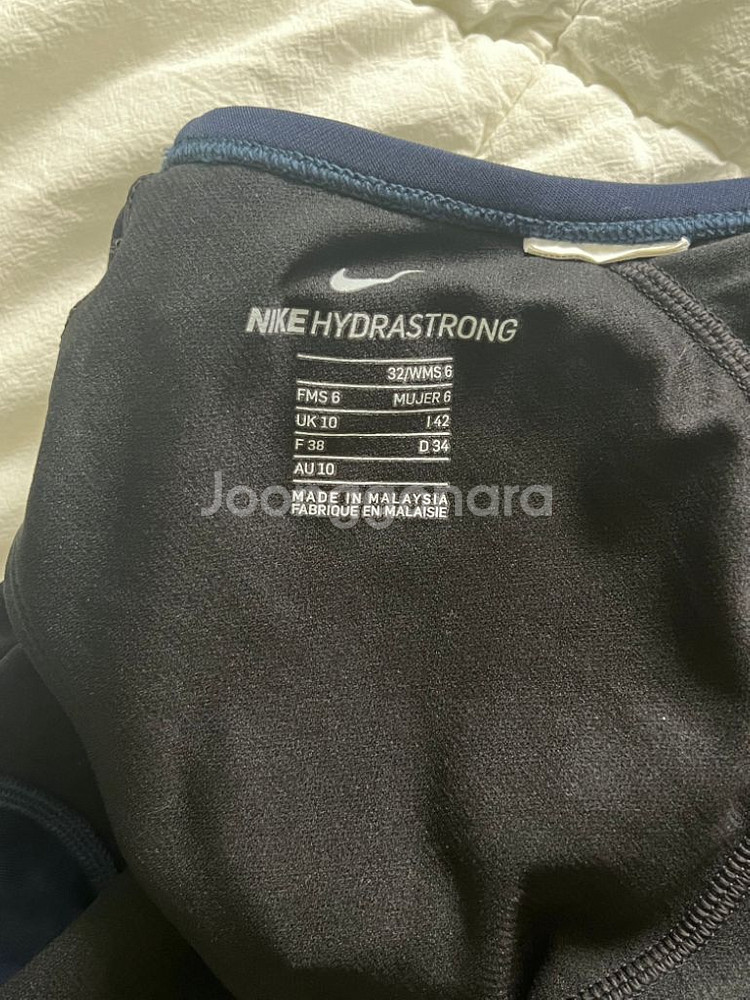 NIKE HYDRASTRONG
32/WMS 6
FMS 6 MUJER 6
UK 10 I 42
F 38 D 34
AU 10
MADE IN MALAYSIA
FABRIQUE EN MALAISIE
Joonggonara